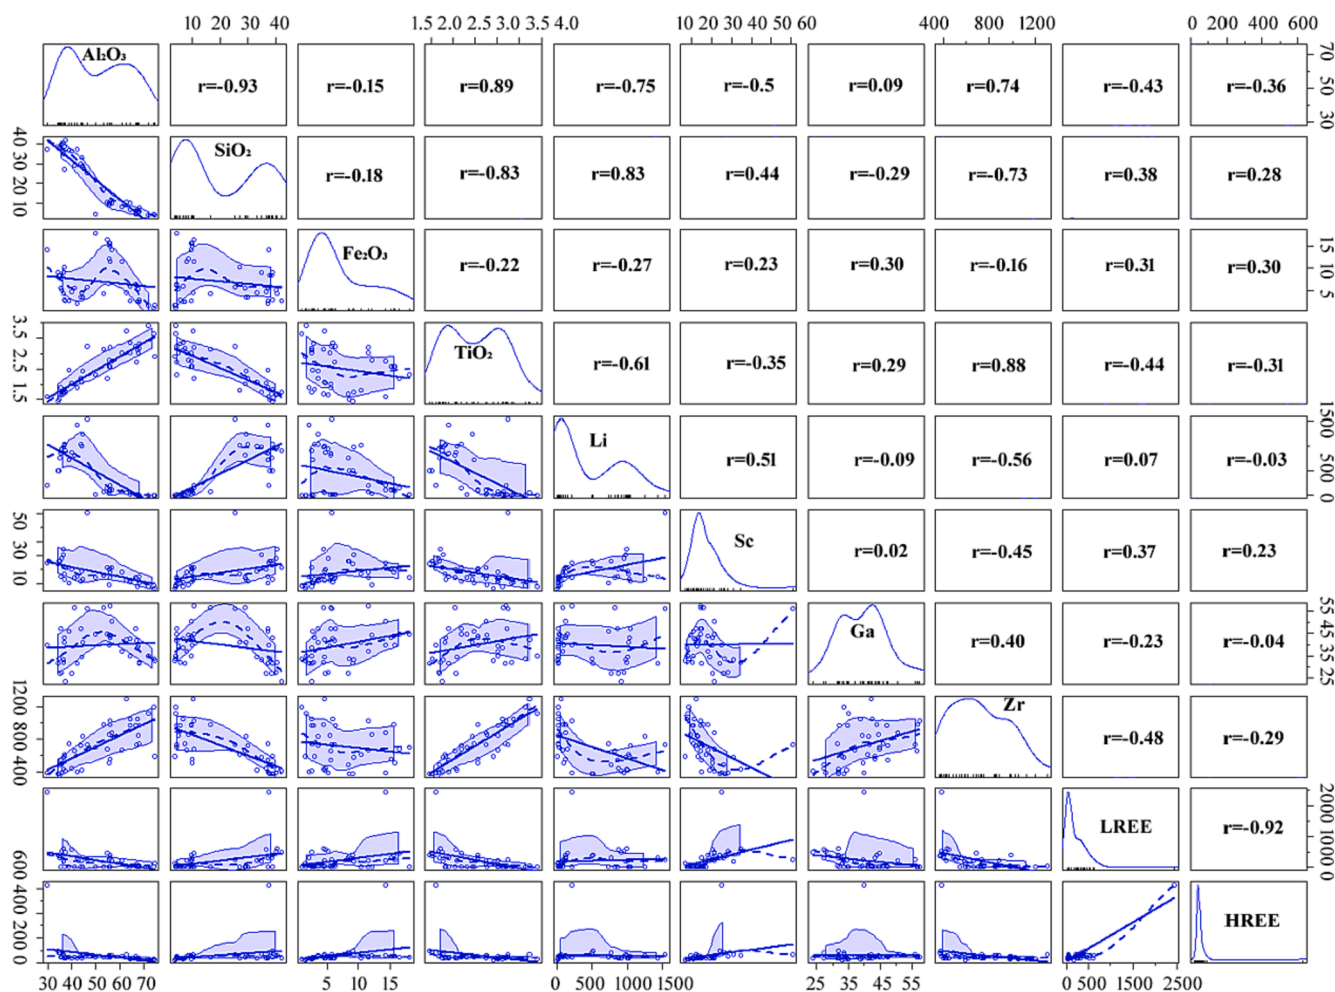 10 20 30 40 1.5 2.0 2.5 3.0 3.5 4.0 10 20 30 40 50 60 400 800 1200 0 200 400 600
Al₂O₃ r=-0.93 r=-0.15 r=0.89 r=-0.75 r=-0.5 r=0.09 r=0.74 r=-0.43 r=-0.36 30 50 70
10 20 30 40 SiO₂ r=-0.18 r=-0.83 r=0.83 r=0.44 r=-0.29 r=-0.73 r=0.38 r=0.28
Fe₂O₃ r=-0.22 r=-0.27 r=0.23 r=0.30 r=-0.16 r=0.31 r=0.30 5 10 15
1.5 2.5 3.5 TiO₂ r=-0.61 r=-0.35 r=0.29 r=0.88 r=-0.44 r=-0.31
Li r=0.51 r=-0.09 r=-0.56 r=0.07 r=-0.03 0 500 1500
10 30 50 Sc r=0.02 r=-0.45 r=0.37 r=0.23
Ga r=0.40 r=-0.23 r=-0.04 25 35 45 55
400 800 1200 Zr r=-0.48 r=-0.29
LREE r=-0.92 0 1000 2000
0 200 400 600 HREE
30 40 50 60 70 5 10 15 0 500 1000 1500 25 35 45 55 0 500 1500 2500